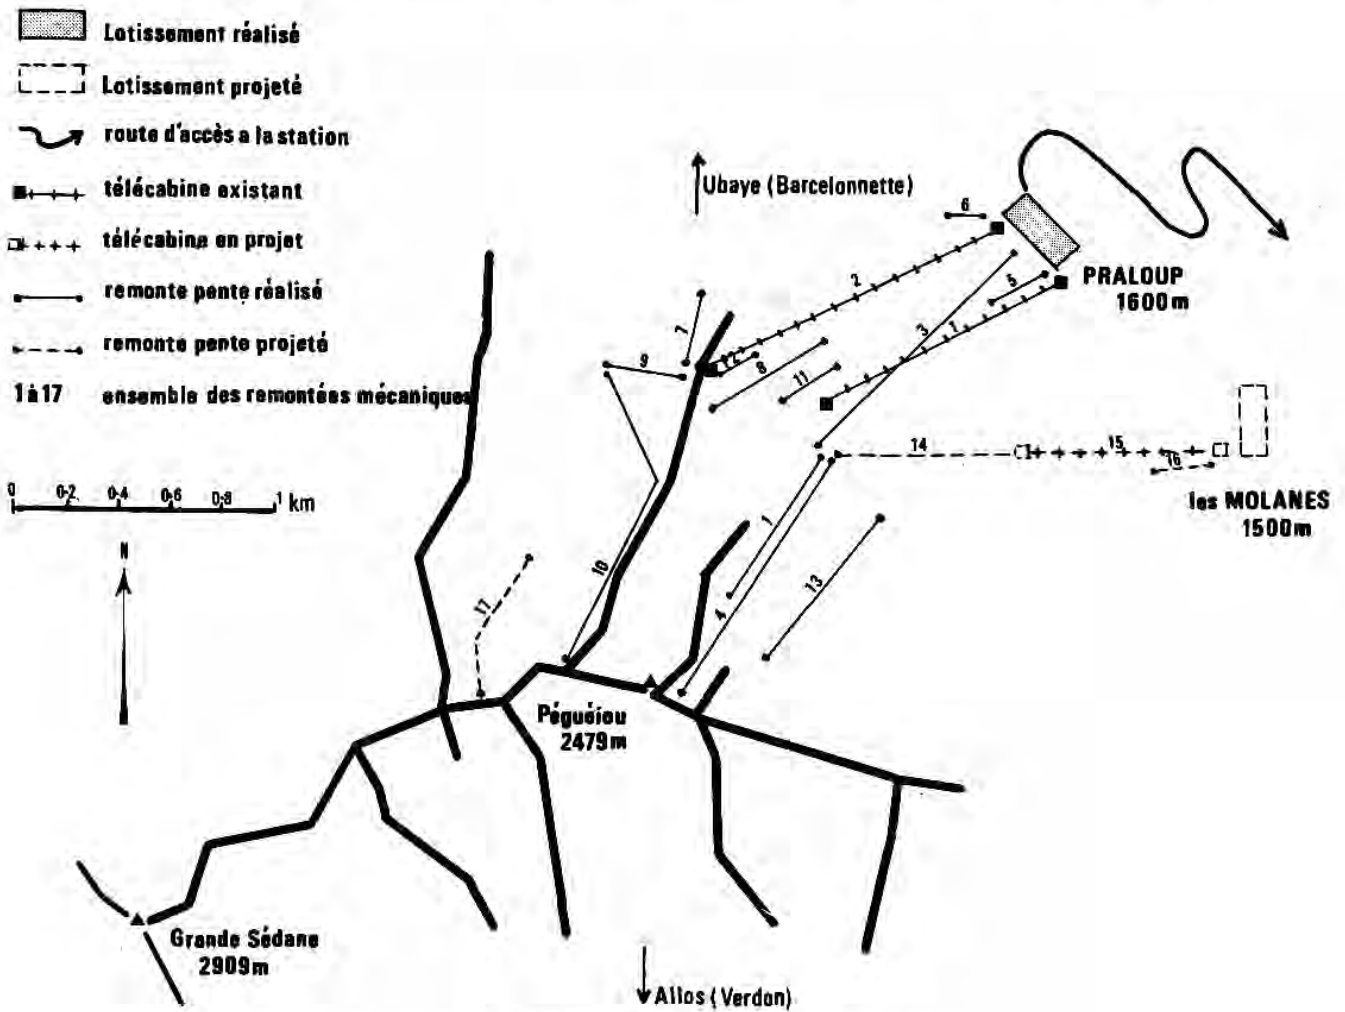 Lotissement réalisé
Lotissement projeté
route d'accès a la station
télécabine existant
télécabine en projet
remonte pente réalisé
remonte pente projeté
1à17 ensemble des remontées mécaniques
0 0.2 0.4 0.6 0.8 1 km
N
Ubaye (Barcelonnette)
6
2
5
PRALOUP
1600m
3
1
7
9
12
8
11
14
15
16
les MOLANES
1500m
1
10
4
13
17
Péguéiou
2479m
Grande Sédane
2909m
Allos (Verdon)